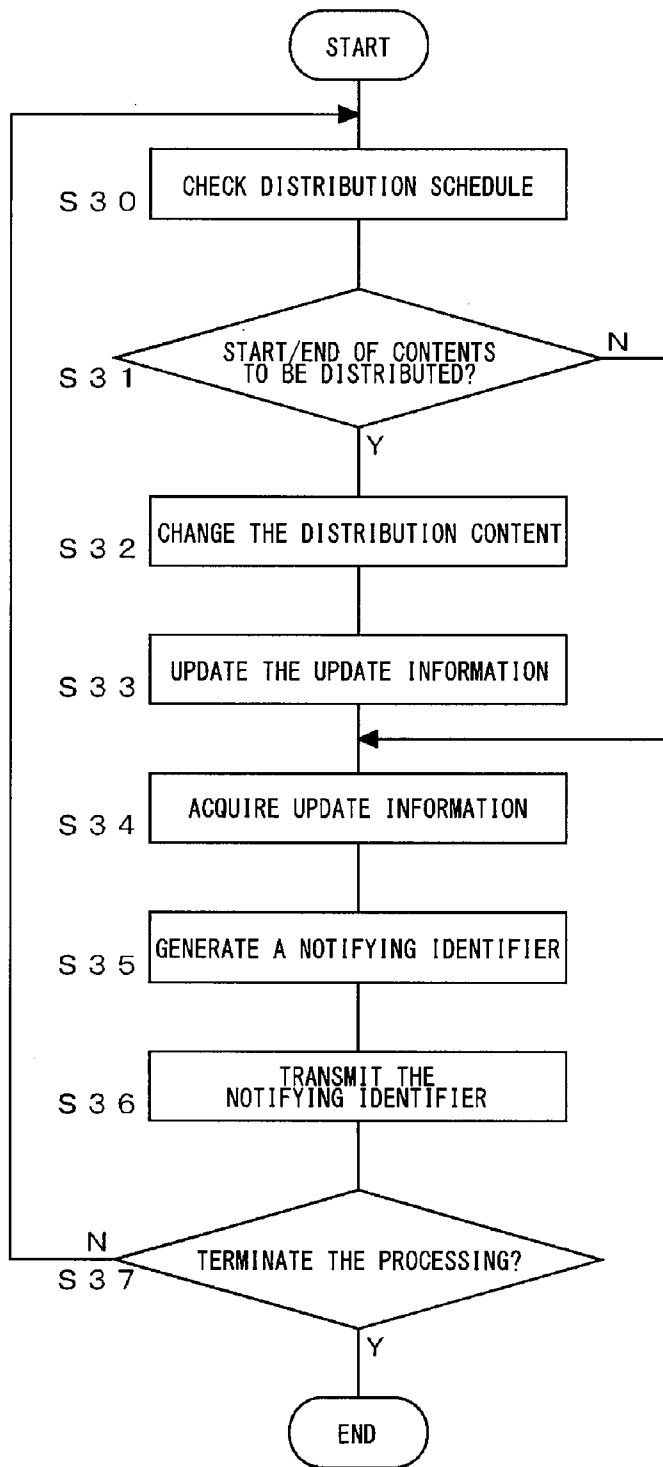 START
CHECK DISTRIBUTION SCHEDULE
S30
START/END OF CONTENTS
TO BE DISTRIBUTED?
N
S31
Y
CHANGE THE DISTRIBUTION CONTENT
S32
UPDATE THE UPDATE INFORMATION
S33
ACQUIRE UPDATE INFORMATION
S34
GENERATE A NOTIFYING IDENTIFIER
S35
TRANSMIT THE
NOTIFYING IDENTIFIER
S36
N
TERMINATE THE PROCESSING?
S37
Y
END